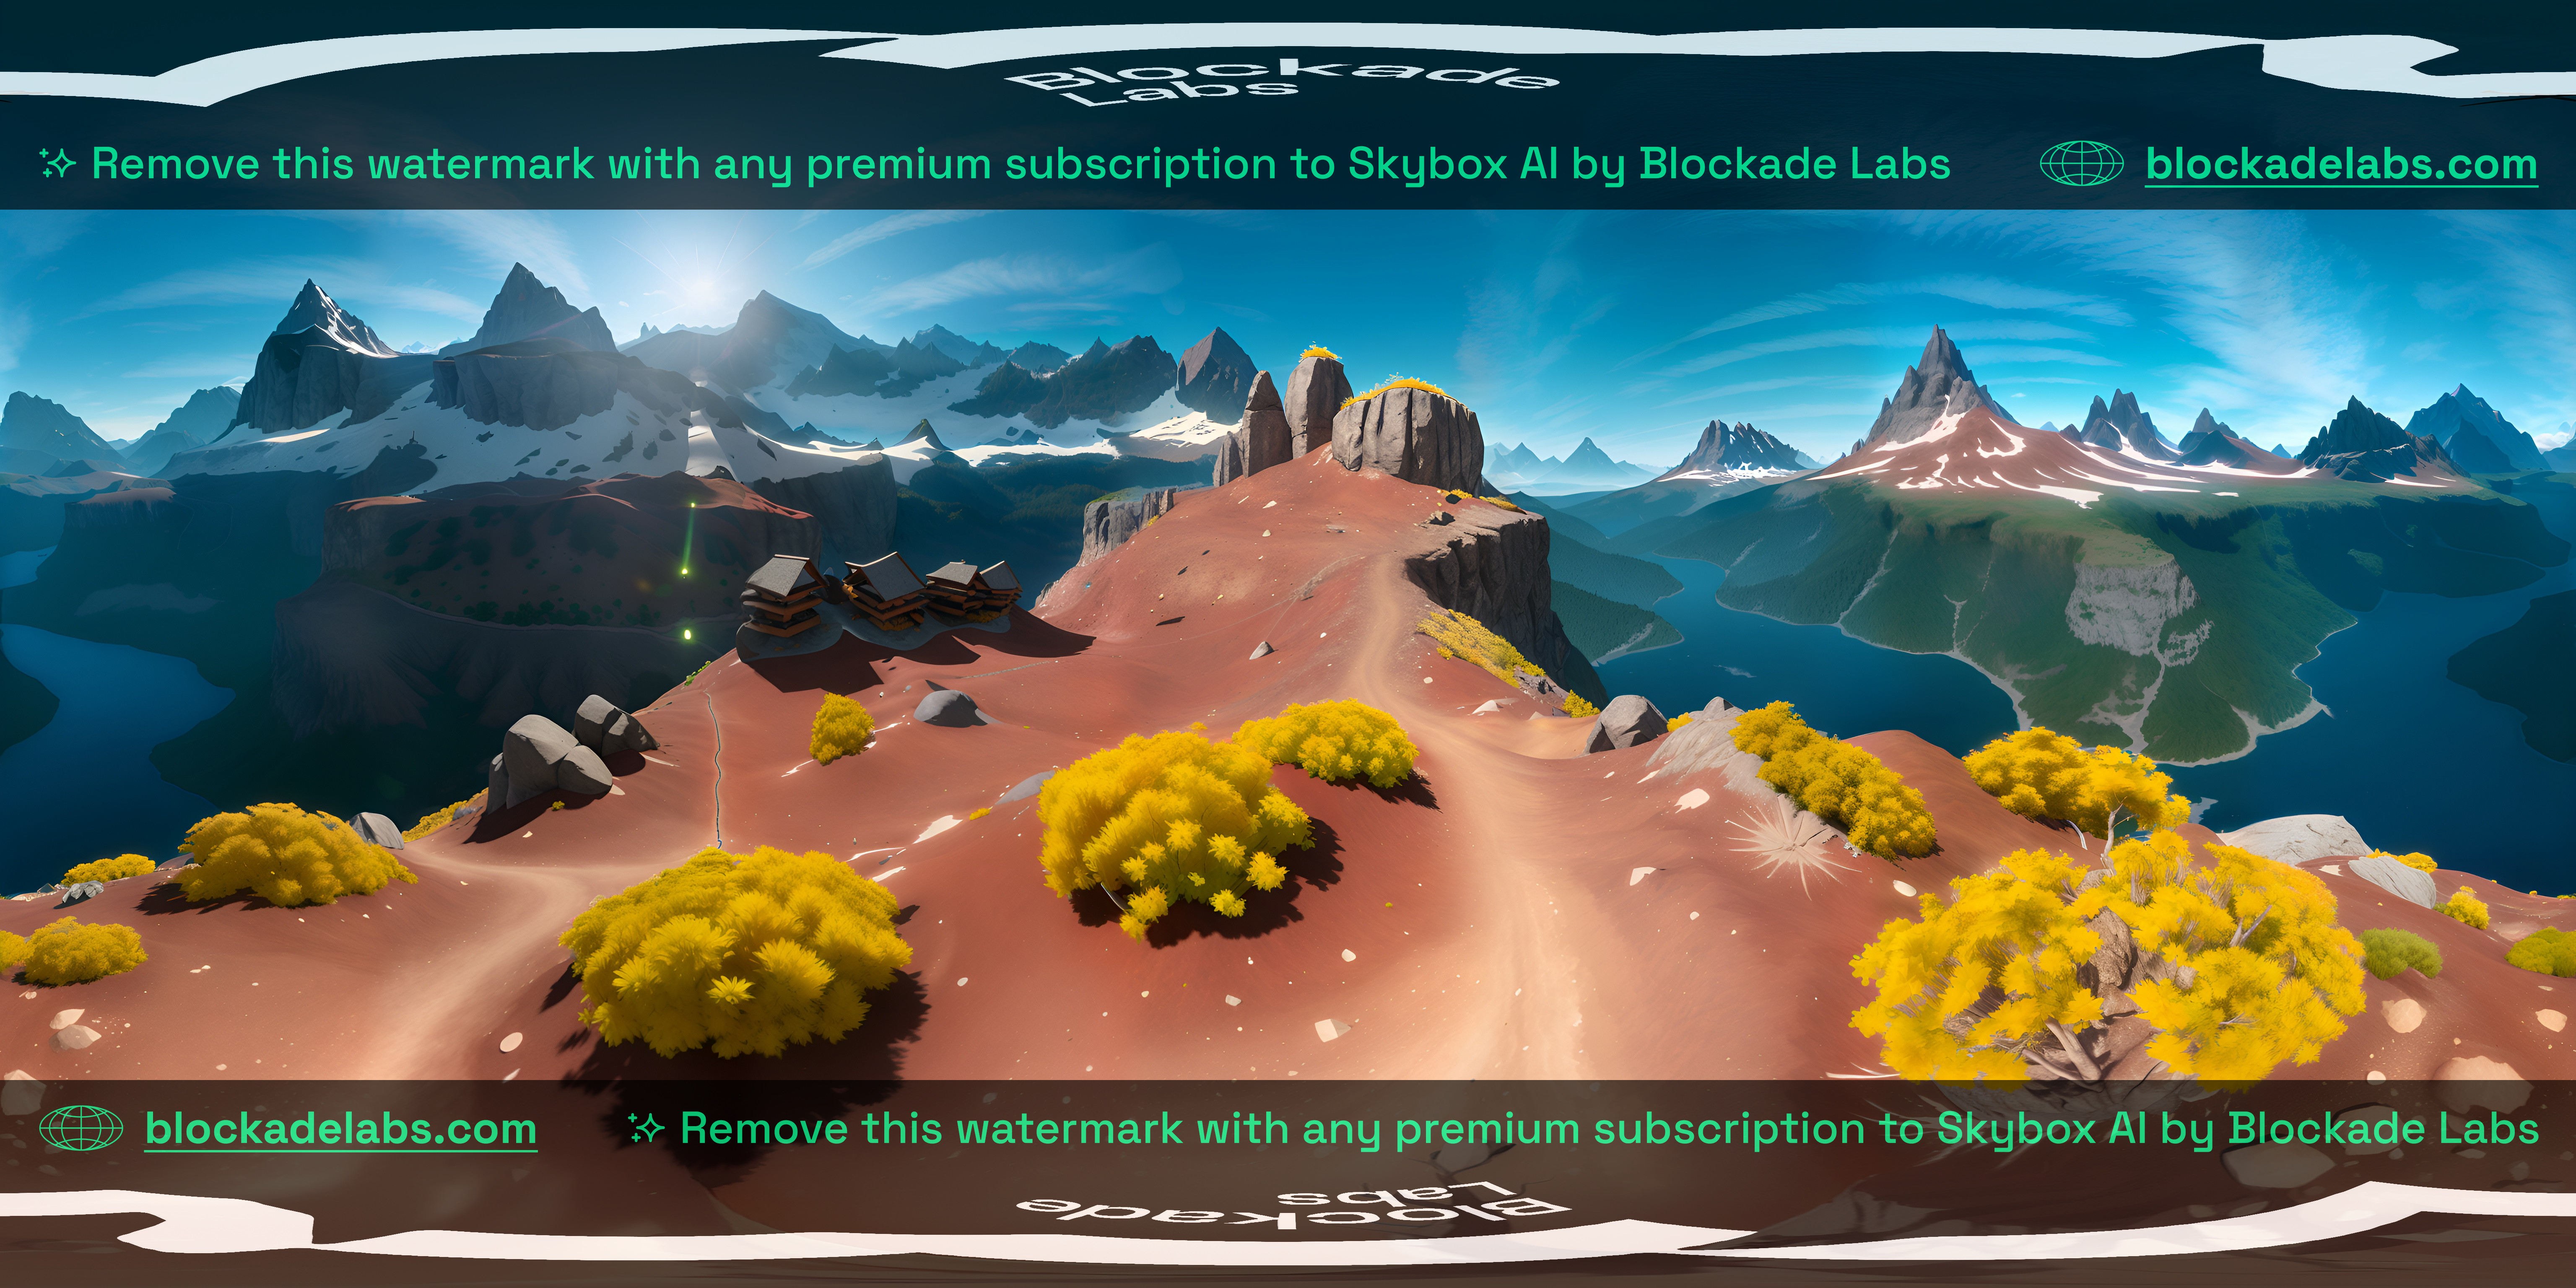 Blockade
Labs
Remove this watermark with any premium subscription to Skybox AI by Blockade Labs
blockadelabs.com
blockadelabs.com
Remove this watermark with any premium subscription to Skybox AI by Blockade Labs
Labs
Blockade